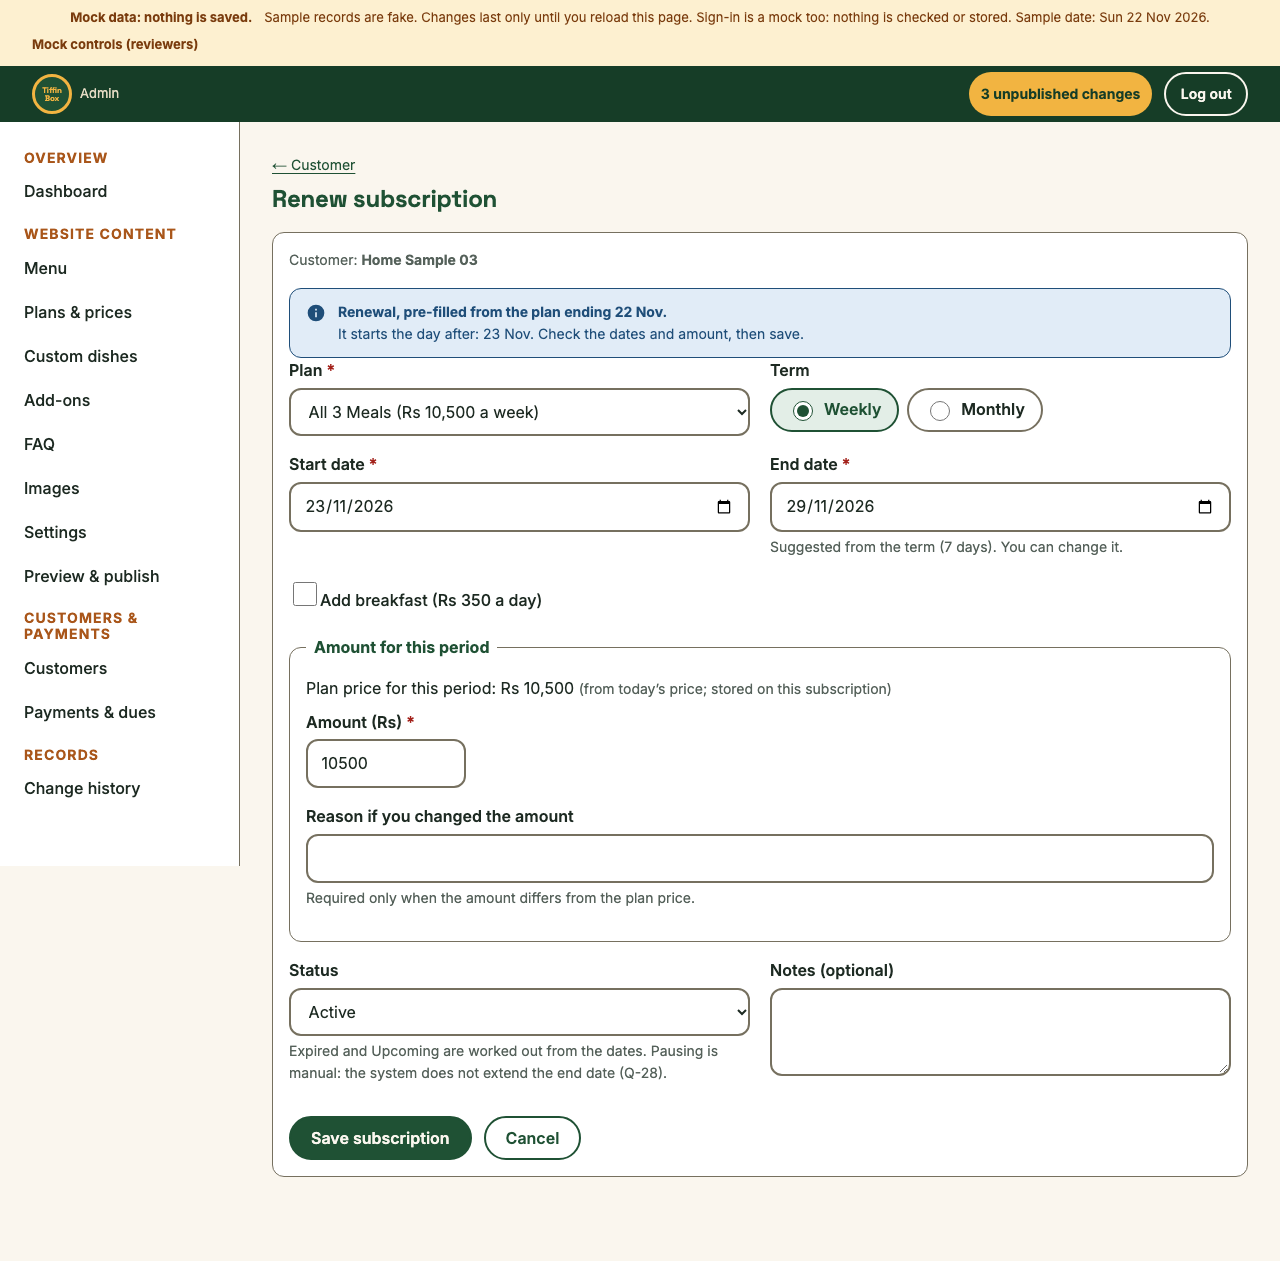 Mock data: nothing is saved. Sample records are fake. Changes last only until you reload this page. Sign-in is a mock too: nothing is checked or stored. Sample date: Sun 22 Nov 2026.
Mock controls (reviewers)
Tiffin
Box
Admin
3 unpublished changes
Log out
OVERVIEW
Dashboard
WEBSITE CONTENT
Menu
Plans & prices
Custom dishes
Add-ons
FAQ
Images
Settings
Preview & publish
CUSTOMERS &
PAYMENTS
Customers
Payments & dues
RECORDS
Change history
← Customer
Renew subscription
Customer: Home Sample 03
Renewal, pre-filled from the plan ending 22 Nov.
It starts the day after: 23 Nov. Check the dates and amount, then save.
Plan *
All 3 Meals (Rs 10,500 a week)
Term
Weekly
Monthly
Start date *
23/11/2026
End date *
29/11/2026
Suggested from the term (7 days). You can change it.
Add breakfast (Rs 350 a day)
Amount for this period
Plan price for this period: Rs 10,500 (from today’s price; stored on this subscription)
Amount (Rs) *
10500
Reason if you changed the amount
Required only when the amount differs from the plan price.
Status
Active
Expired and Upcoming are worked out from the dates. Pausing is
manual: the system does not extend the end date (Q-28).
Notes (optional)
Save subscription
Cancel